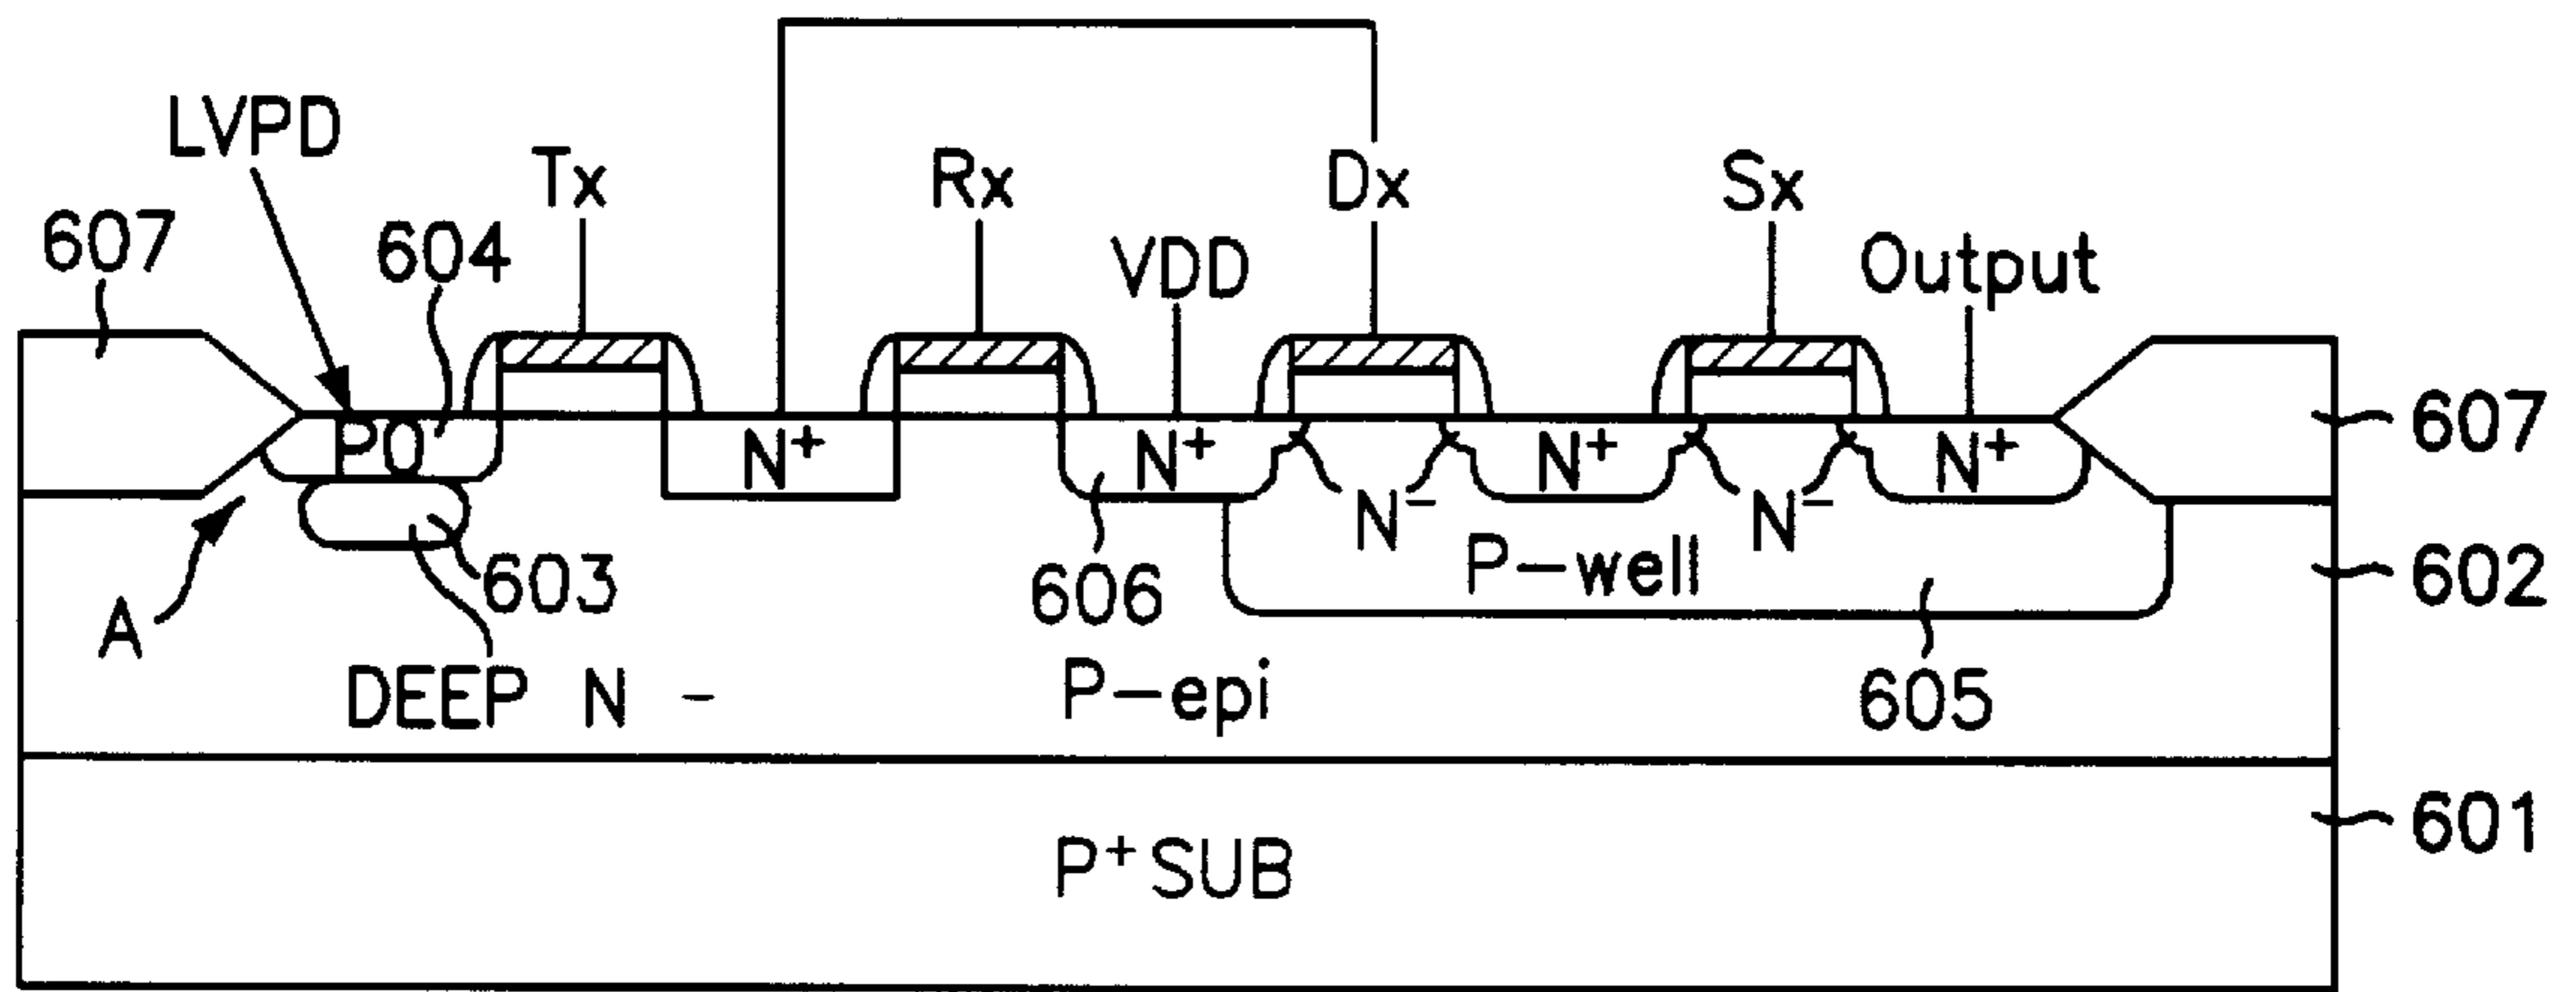 LVPD
Tx
Rx
Dx
Sx
607
604
VDD
Output
P0
N+
N+
N+
N+
607
N−
N−
603
606
P-well
602
A
DEEP N -
P-epi
605
601
P+ SUB